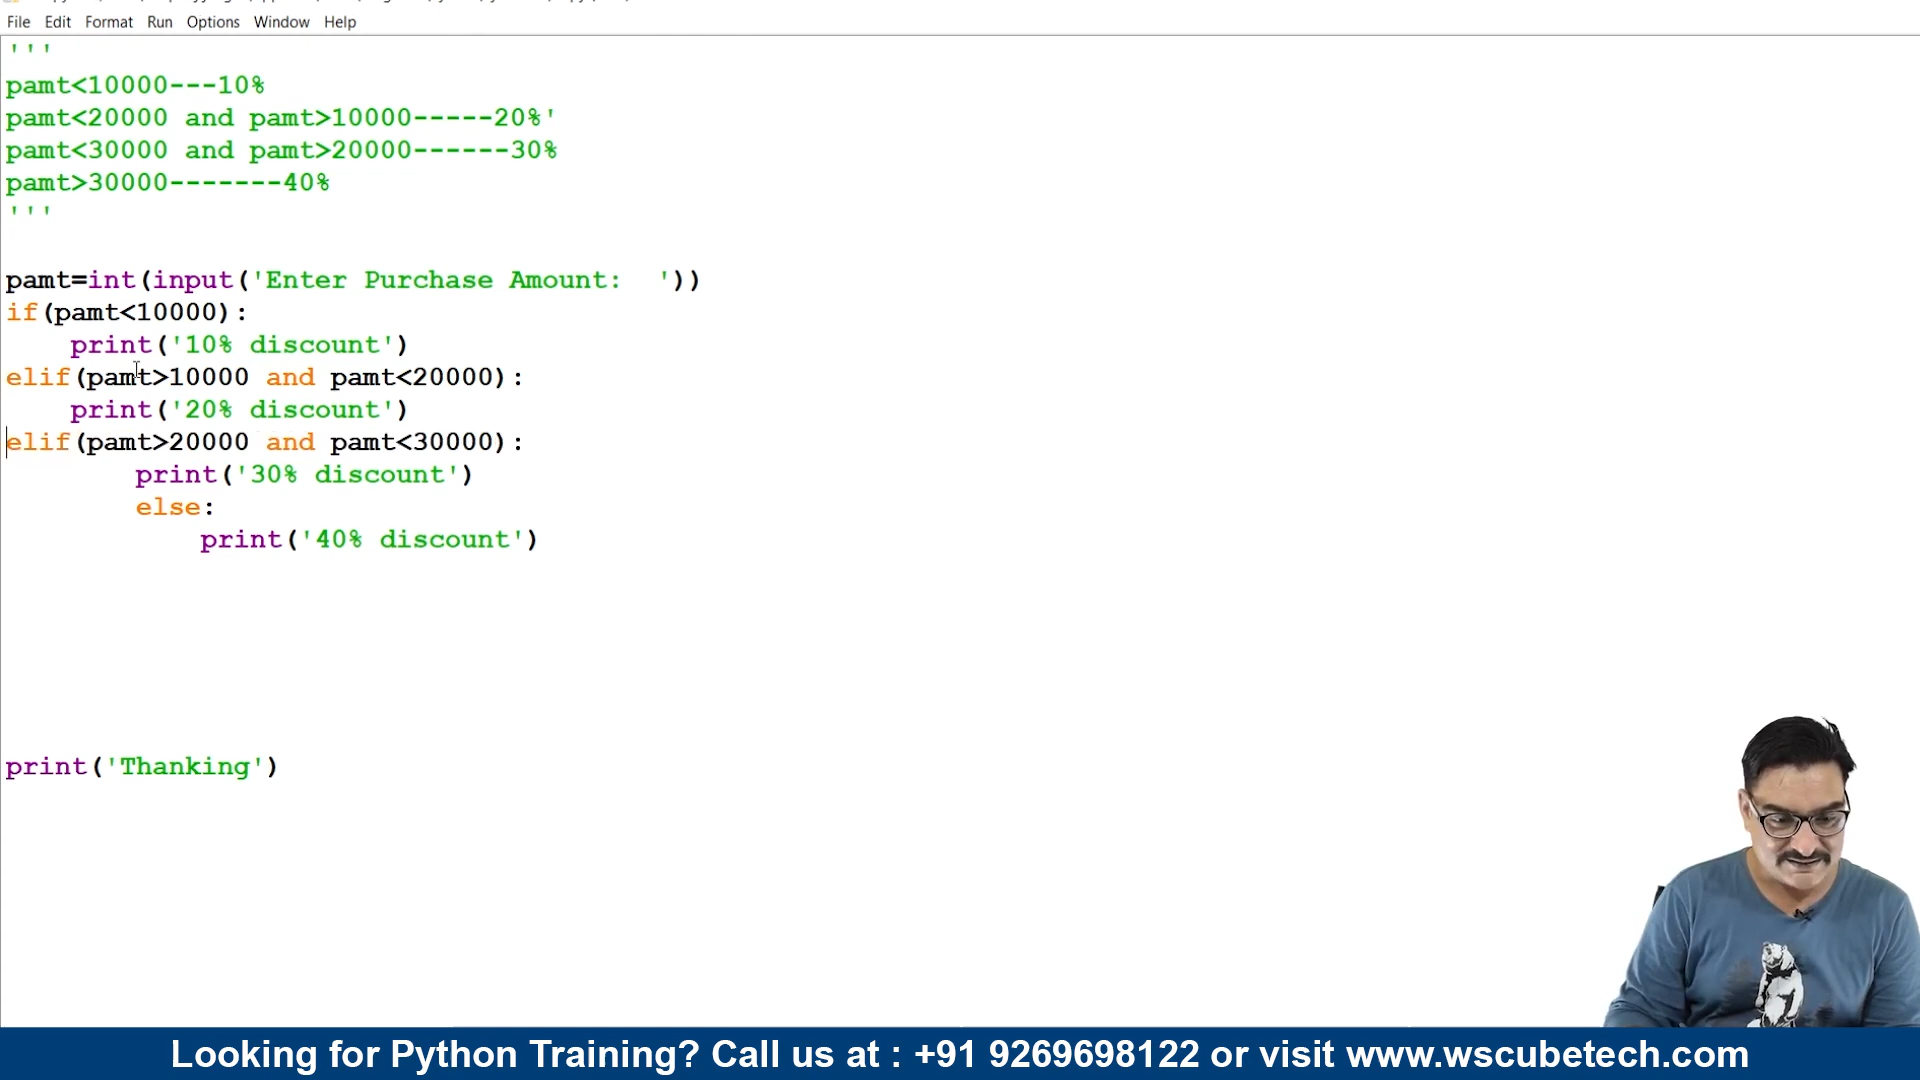 File Edit Format Run Options Window Help
'''
pamt<10000---10%
pamt<20000 and pamt>10000-----20%'
pamt<30000 and pamt>20000------30%
pamt>30000-------40%
'''
pamt=int(input('Enter Purchase Amount:  '))
if(pamt<10000):
    print('10% discount')
elif(pamt>10000 and pamt<20000):
    print('20% discount')
elif(pamt>20000 and pamt<30000):
        print('30% discount')
        else:
            print('40% discount')
print('Thanking')
Looking for Python Training? Call us at : +91 9269698122 or visit www.wscubetech.com